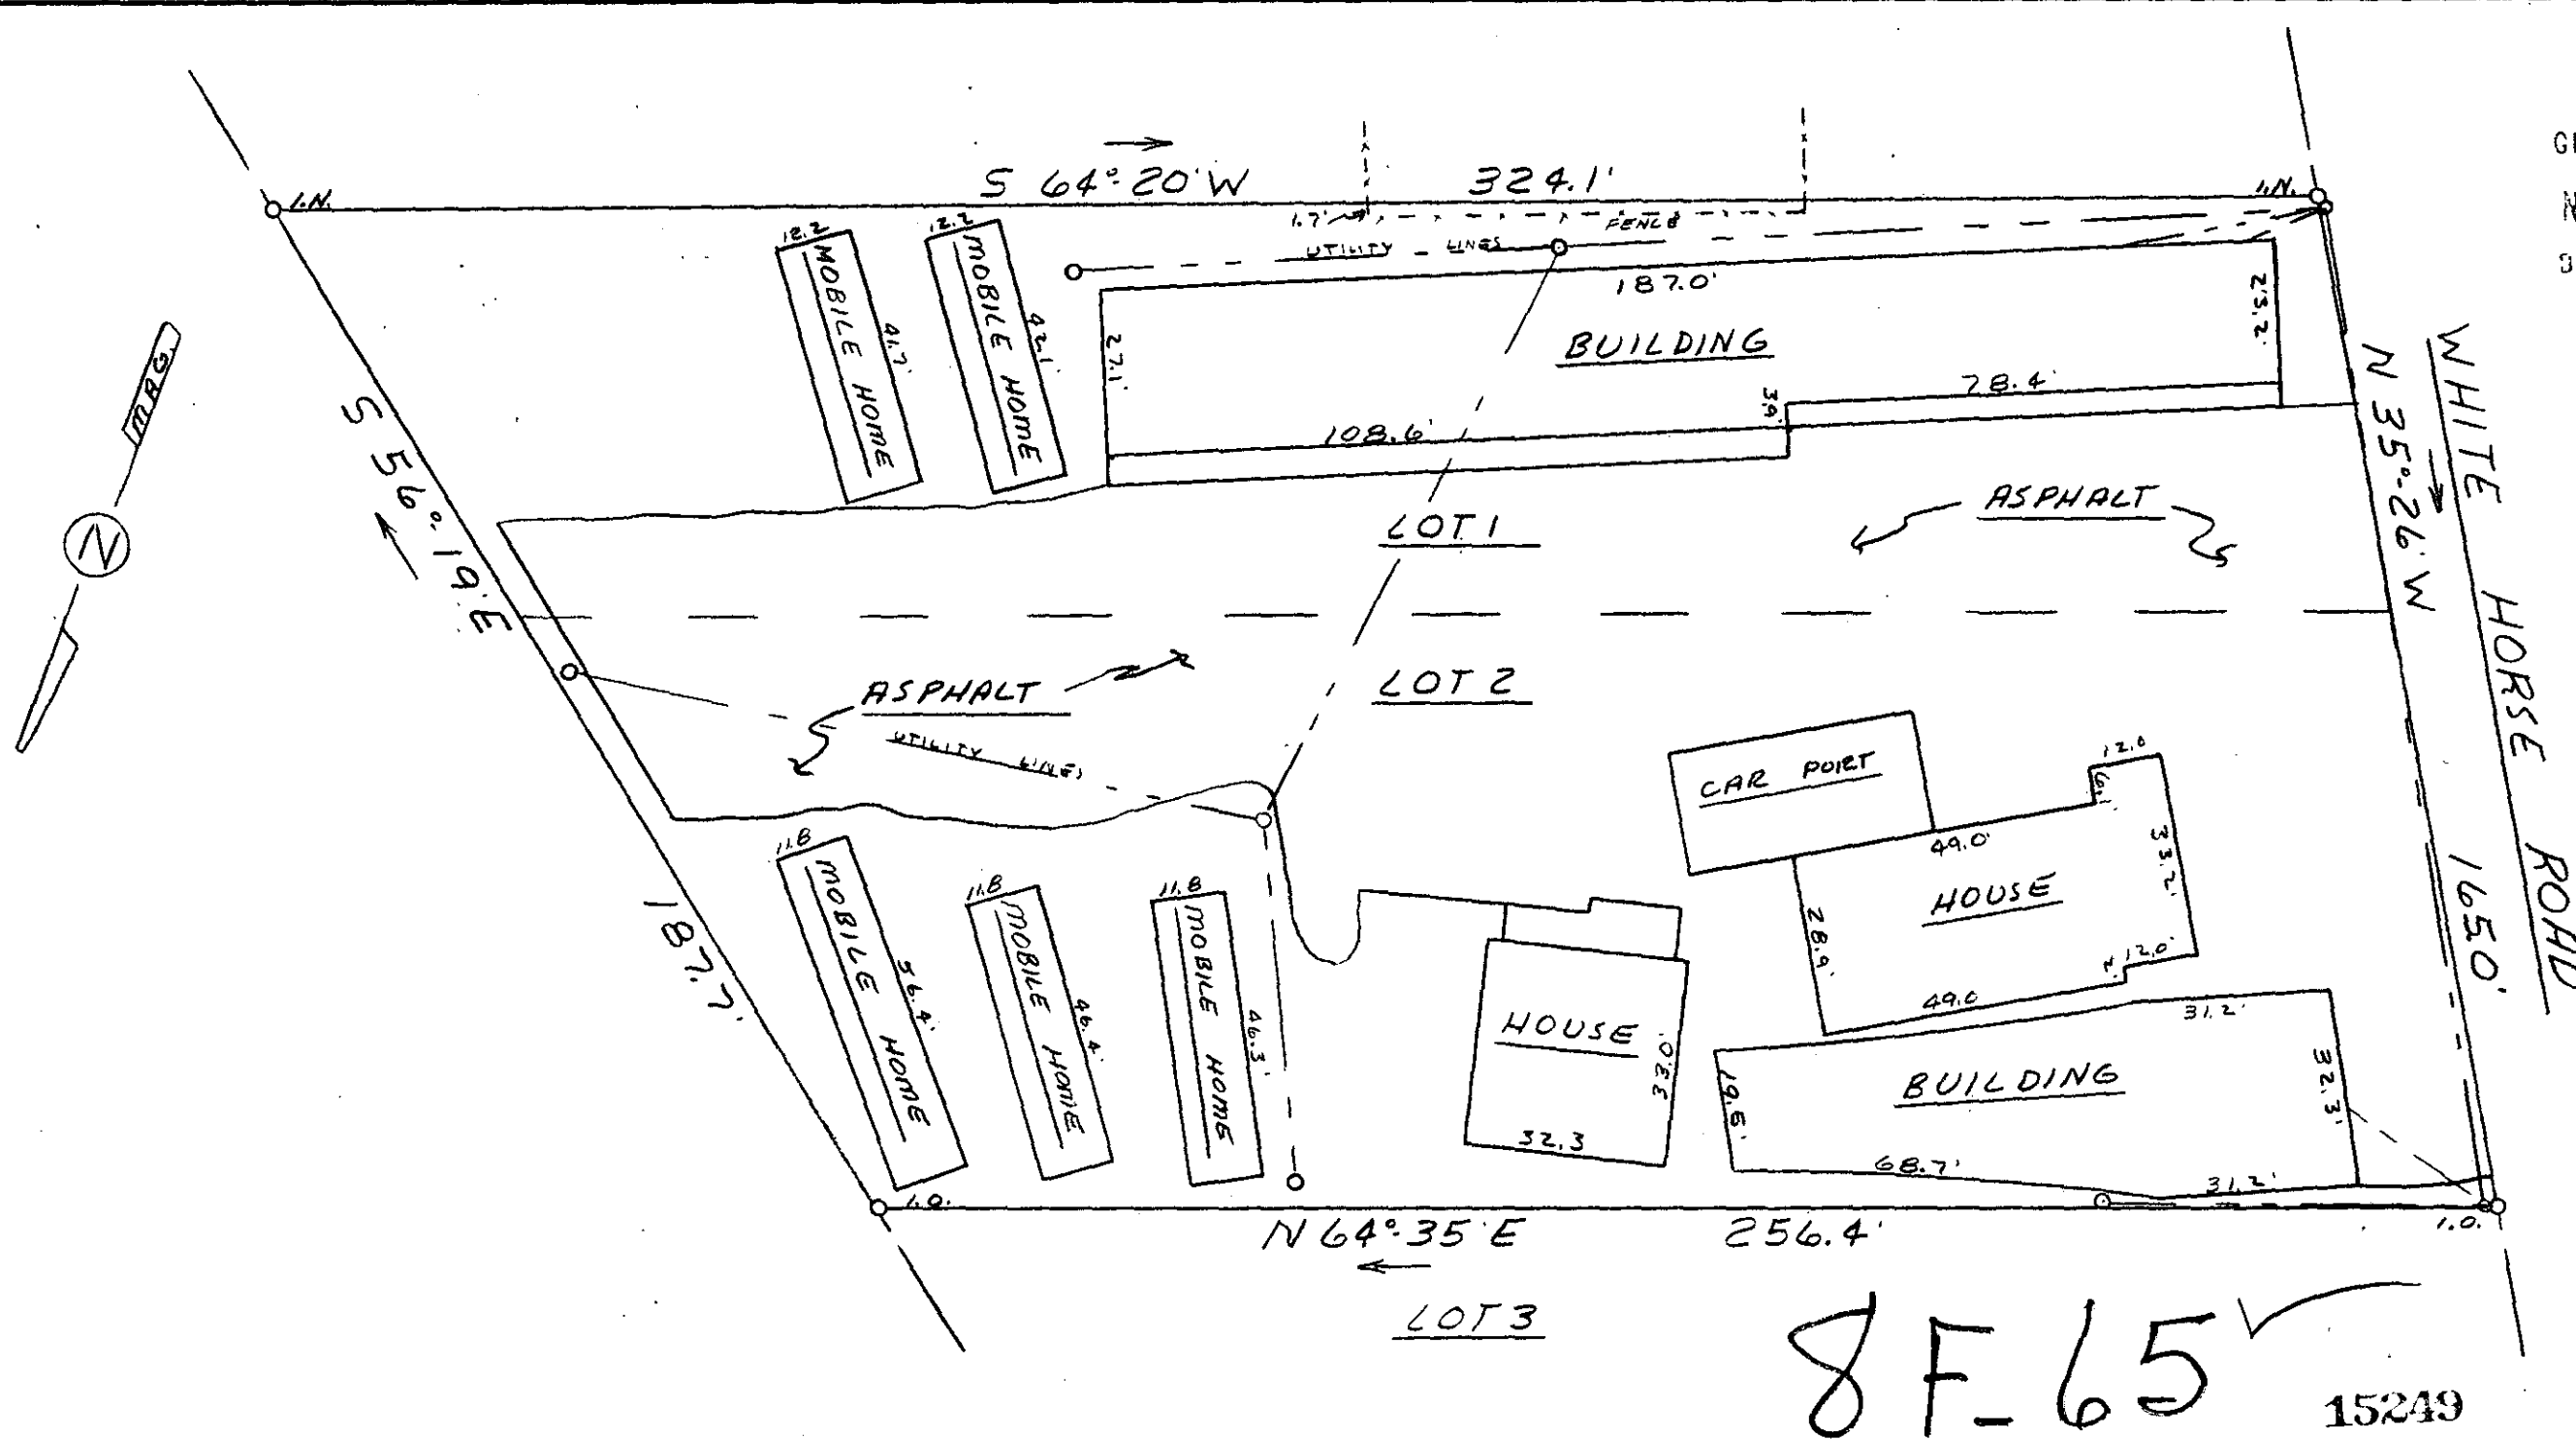 S 64°-20' W 324.1'
I.N.
I.N.
1.7'
FENCE
UTILITY LINES
12.2
MOBILE HOME
41.7'
12.2
MOBILE HOME
42.1'
187.0'
27.1'
BUILDING
23.2'
3.9
78.4'
108.6'
MAG.
N
S 56°-19' E
187.7'
N 35°-26' W
165.0'
WHITE HORSE ROAD
LOT 1
ASPHALT
LOT 2
ASPHALT
UTILITY LINES
CAR PORT
12.0
6.1
49.0'
33.2'
HOUSE
28.9'
12.0'
49.0
11.8
MOBILE HOME
56.4'
11.8
MOBILE HOME
46.4'
11.8
MOBILE HOME
46.3'
HOUSE
33.0'
32.3
31.2'
BUILDING
32.3'
68.7'
31.2'
I.O.
I.O.
N 64°-35' E 256.4'
LOT 3
8F-65
15249